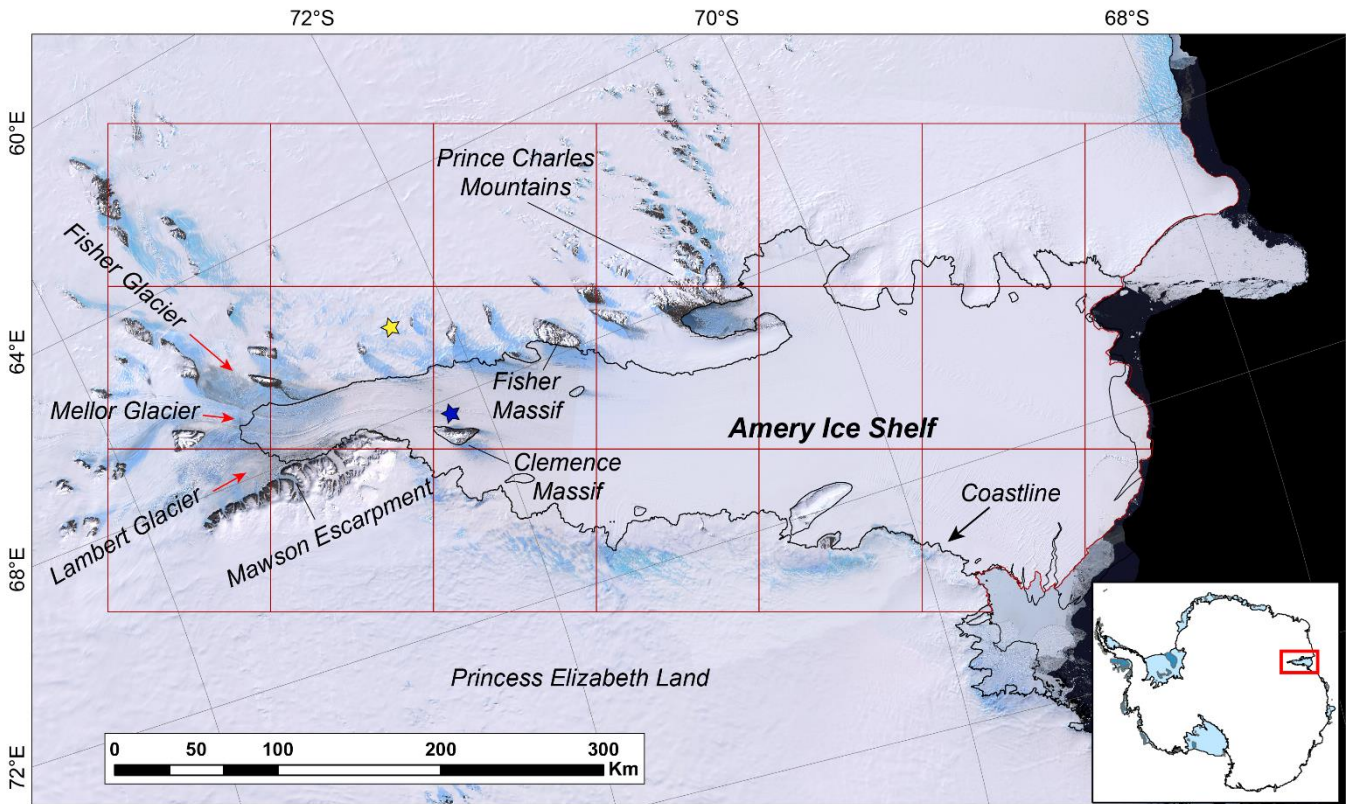 72°S
70°S
68°S
60°E
64°E
68°E
72°E
Prince Charles
Mountains
Fisher Glacier
Mellor Glacier
Lambert Glacier
Mawson Escarpment
Fisher
Massif
Clemence
Massif
Amery Ice Shelf
Coastline
Princess Elizabeth Land
0 50 100 200 300
Km